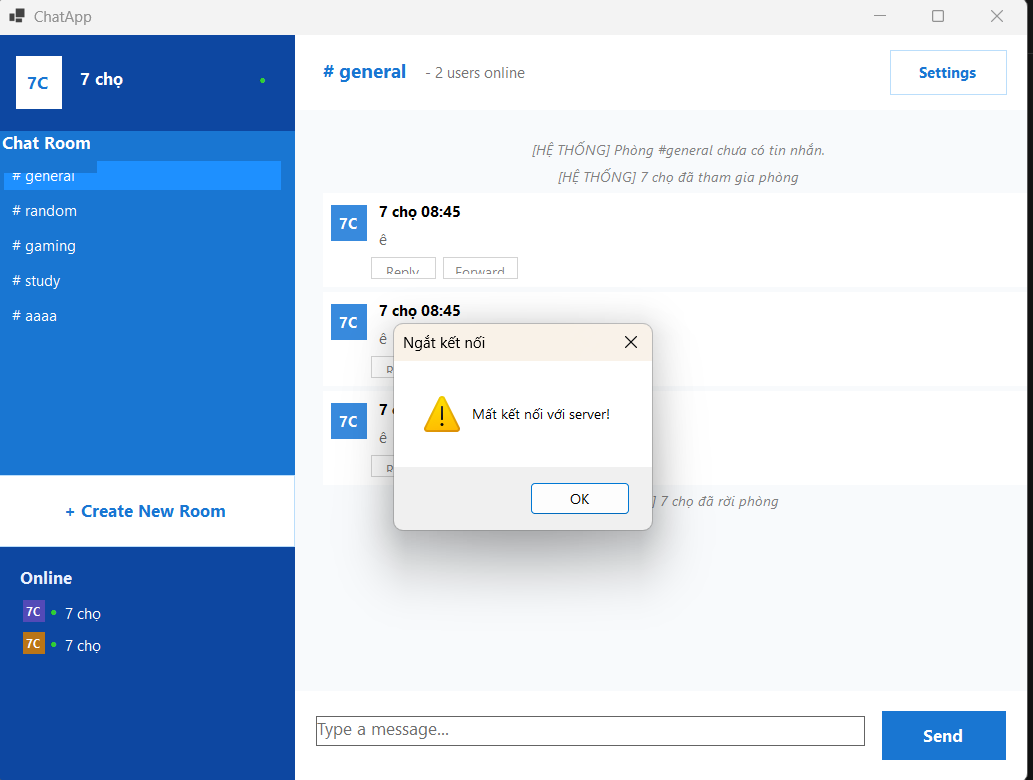 ChatApp
7C
7 chọ
Chat Room
# general
# random
# gaming
# study
# aaaa
+ Create New Room
Online
7C 7 chọ
7C 7 chọ
# general - 2 users online
Settings
[HỆ THỐNG] Phòng #general chưa có tin nhắn.
[HỆ THỐNG] 7 chọ đã tham gia phòng
7C
7 chọ 08:45
ê
Reply Forward
7C
7 chọ 08:45
ê
7C
7
ê
] 7 chọ đã rời phòng
Ngắt kết nối
Mất kết nối với server!
OK
Type a message...
Send